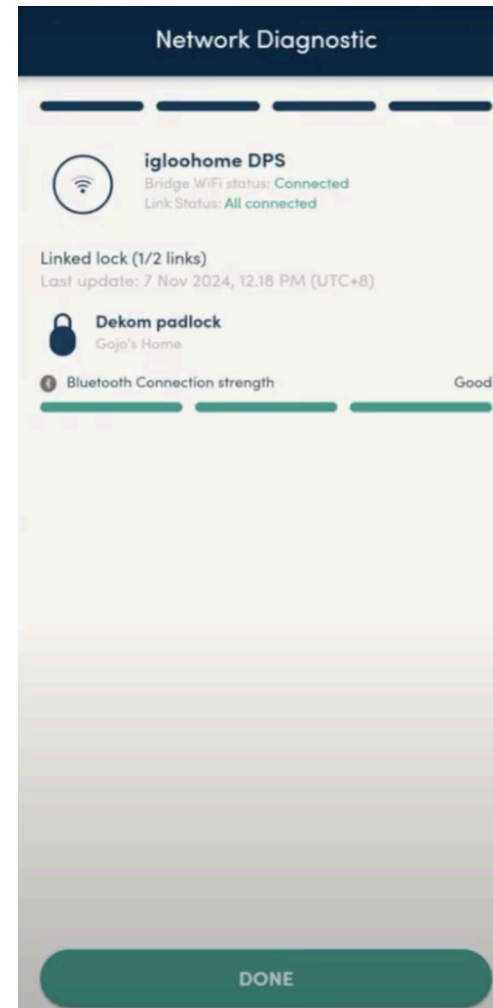 Network Diagnostic
igloohome DPS
Bridge WiFi status: Connected
Link Status: All connected
Linked lock (1/2 links)
Last update: 7 Nov 2024, 12.18 PM (UTC+8)
Dekom padlock
Gojo's Home
Bluetooth Connection strength Good
DONE